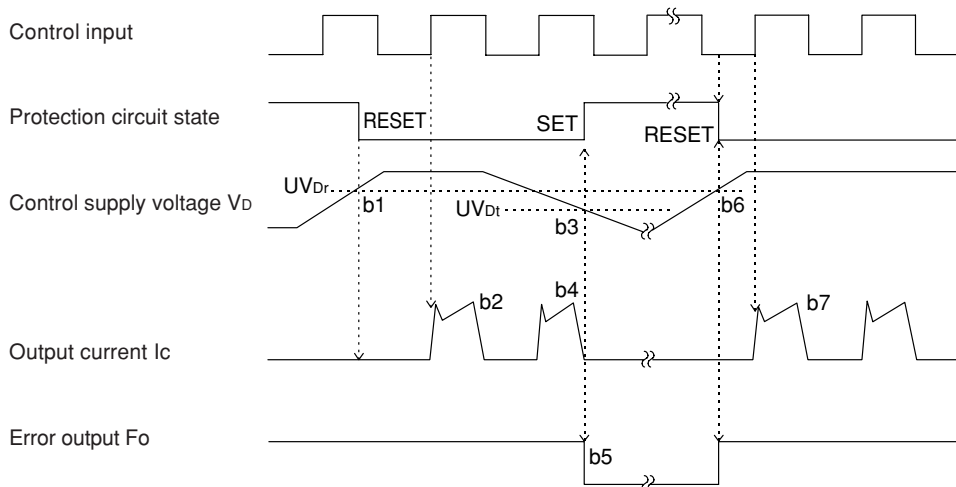 Control input
Protection circuit state
RESET
SET
RESET
Control supply voltage VD
UVDr
b1
UVDt
b3
b6
Output current Ic
b2
b4
b7
Error output Fo
b5